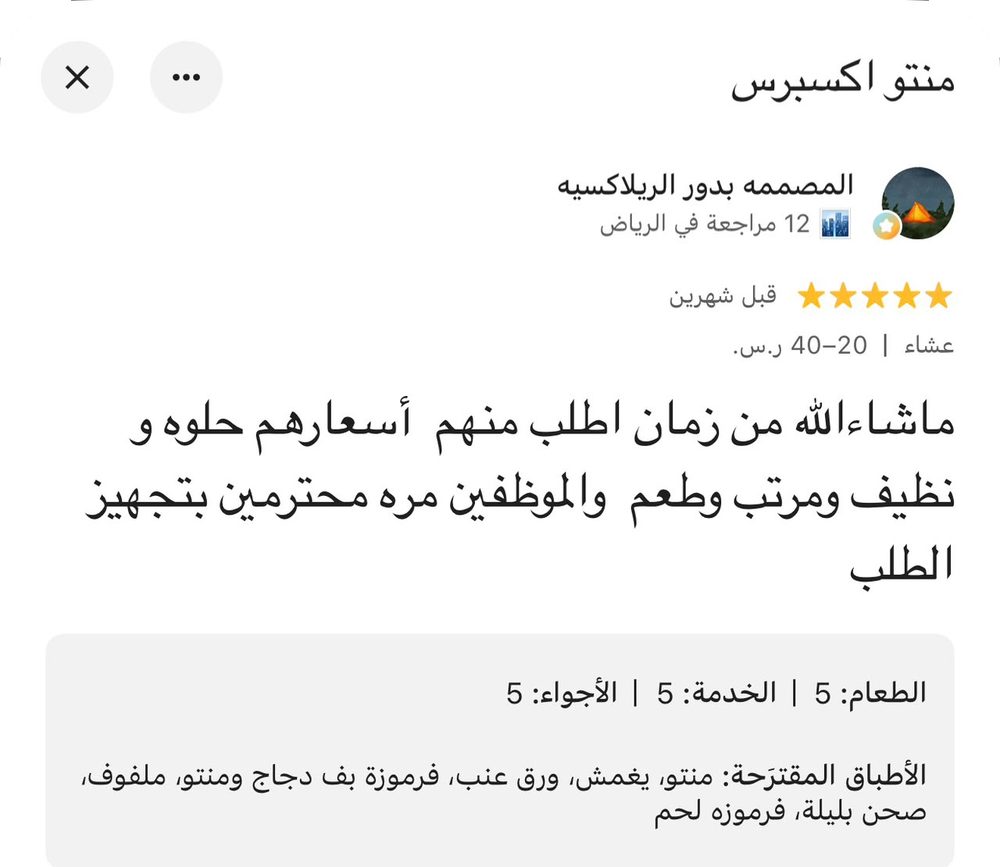 منتو اكسبرس
المصممه بدور الريلاكسيه
12 مراجعة في الرياض
قبل شهرين
عشاء | 20–40 ر.س.
ماشاءالله من زمان اطلب منهم أسعارهم حلوه و
نظيف ومرتب وطعم والموظفين مره محترمين بتجهيز
الطلب
الطعام: 5 | الخدمة: 5 | الأجواء: 5
الأطباق المقترَحة: منتو، يغمش، ورق عنب، فرموزة بف دجاج ومنتو، ملفوف،
صحن بليلة، فرموزه لحم